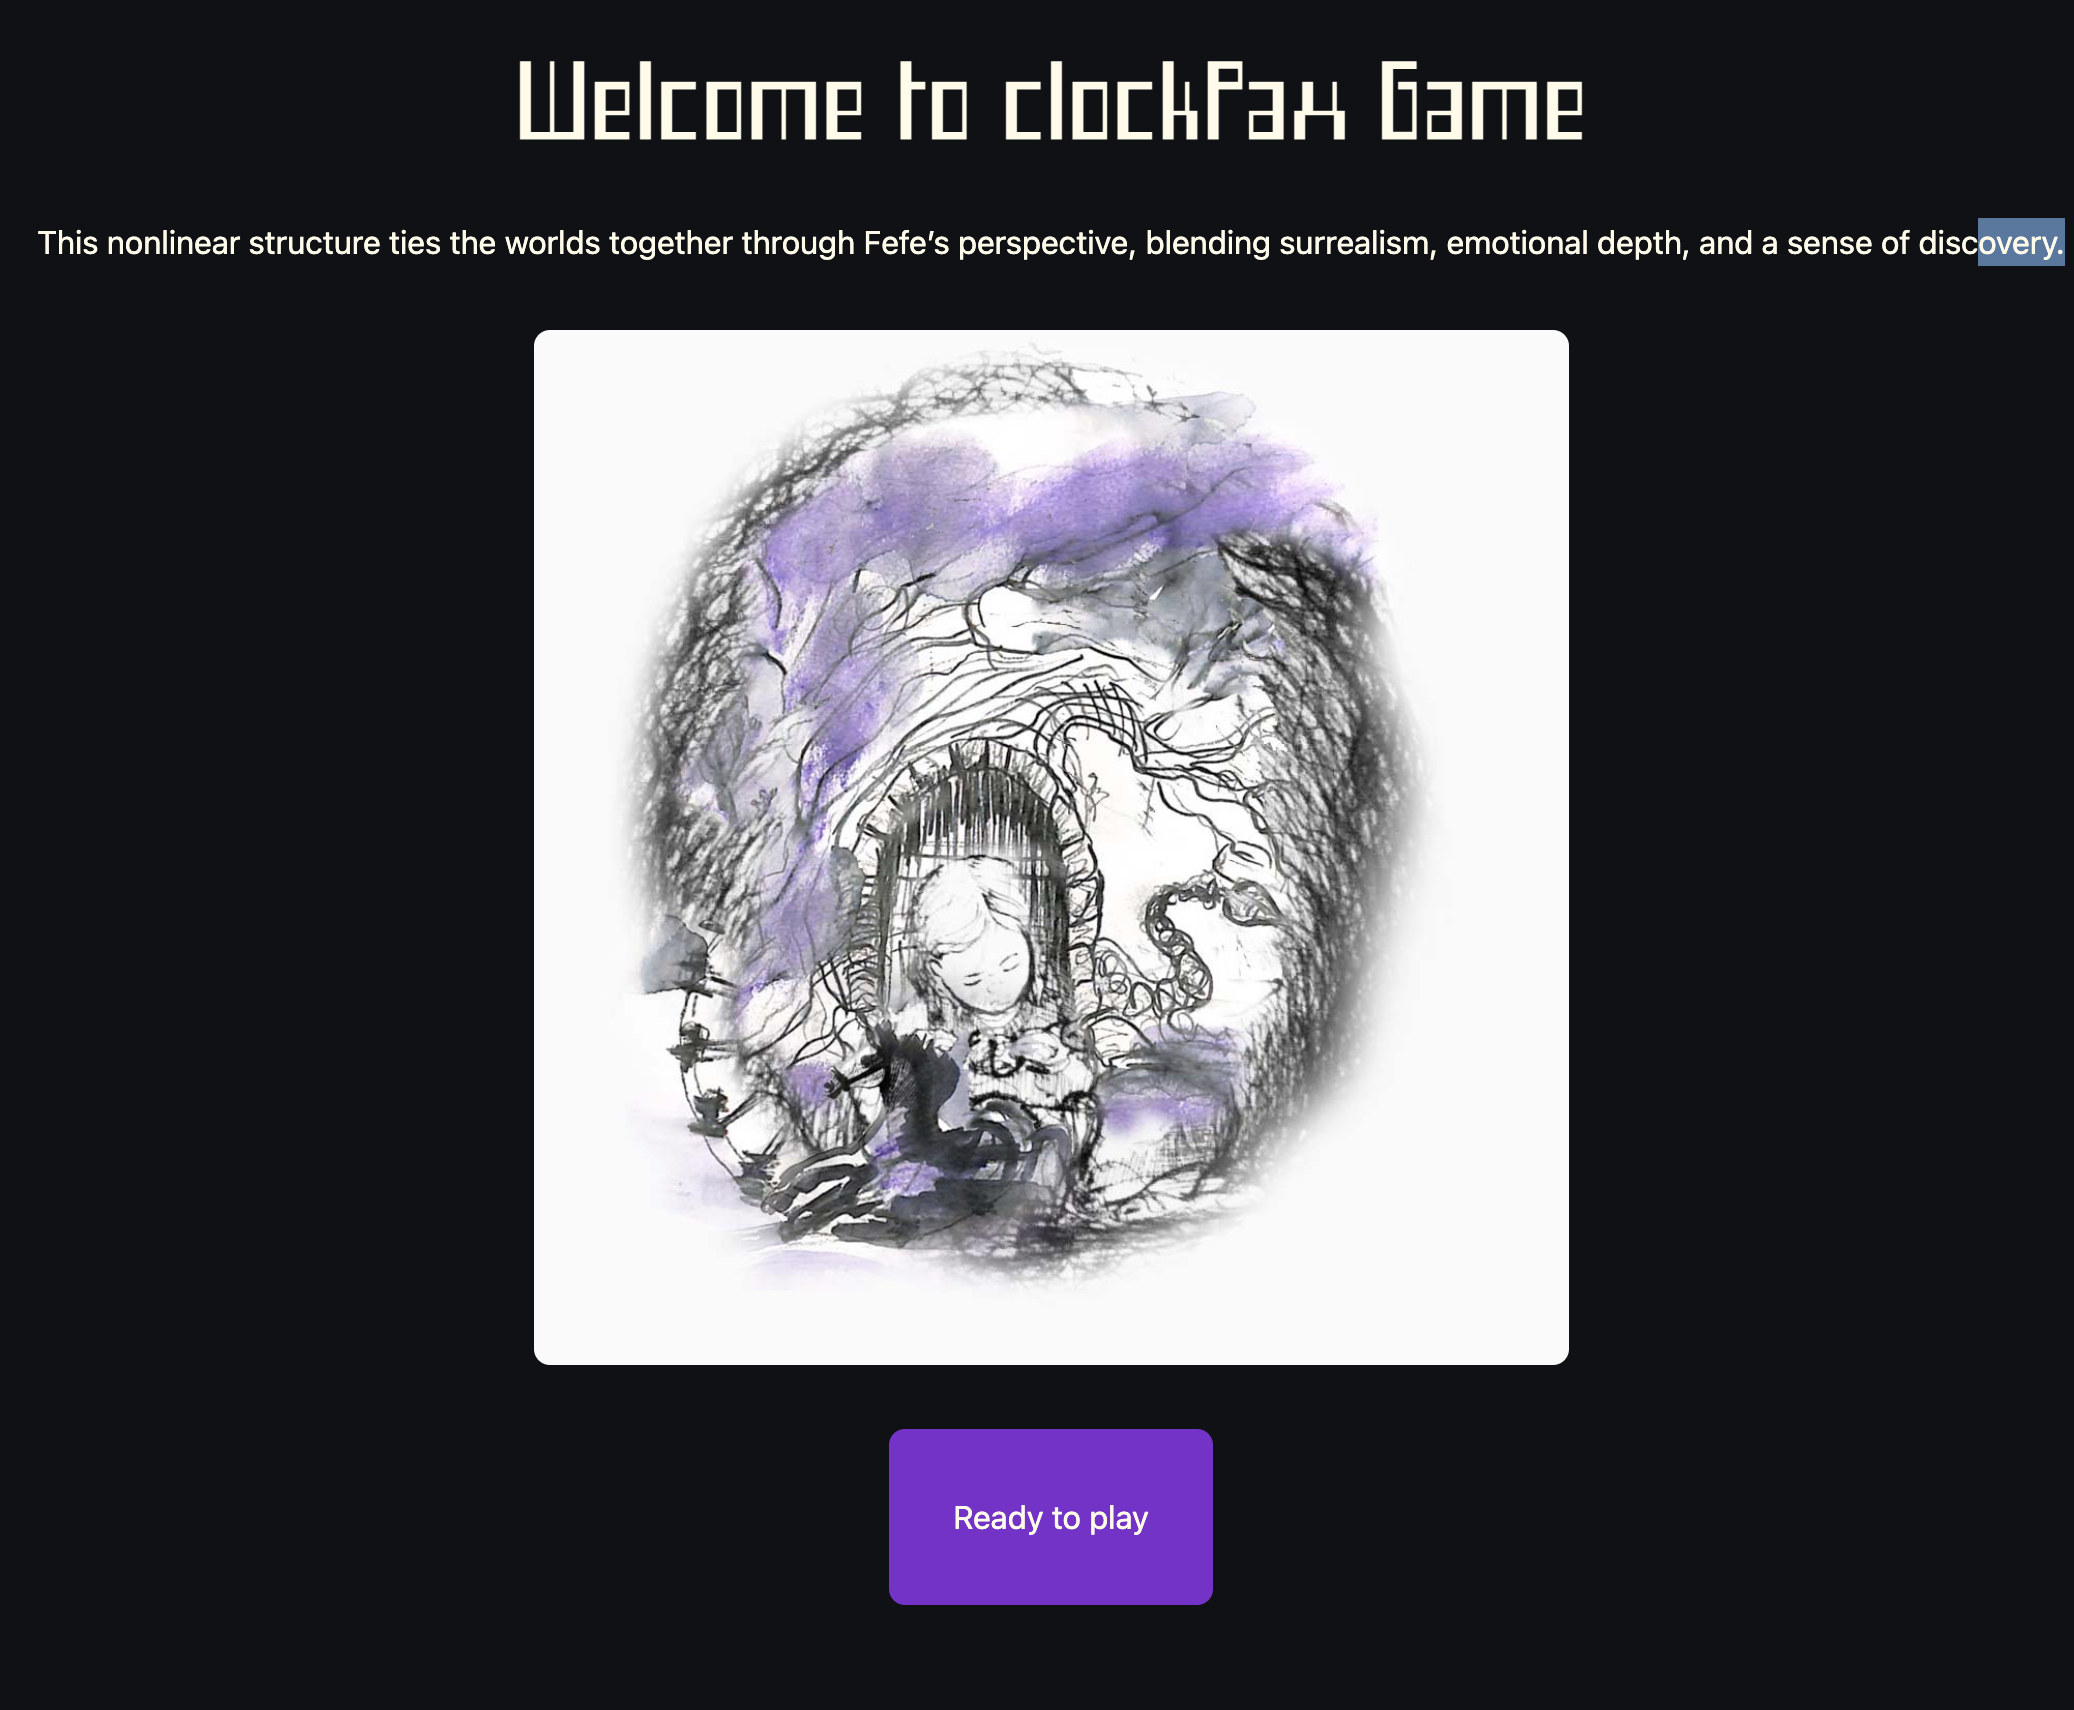 Welcome to clockPax Game
This nonlinear structure ties the worlds together through Fefe’s perspective, blending surrealism, emotional depth, and a sense of discovery.
Ready to play